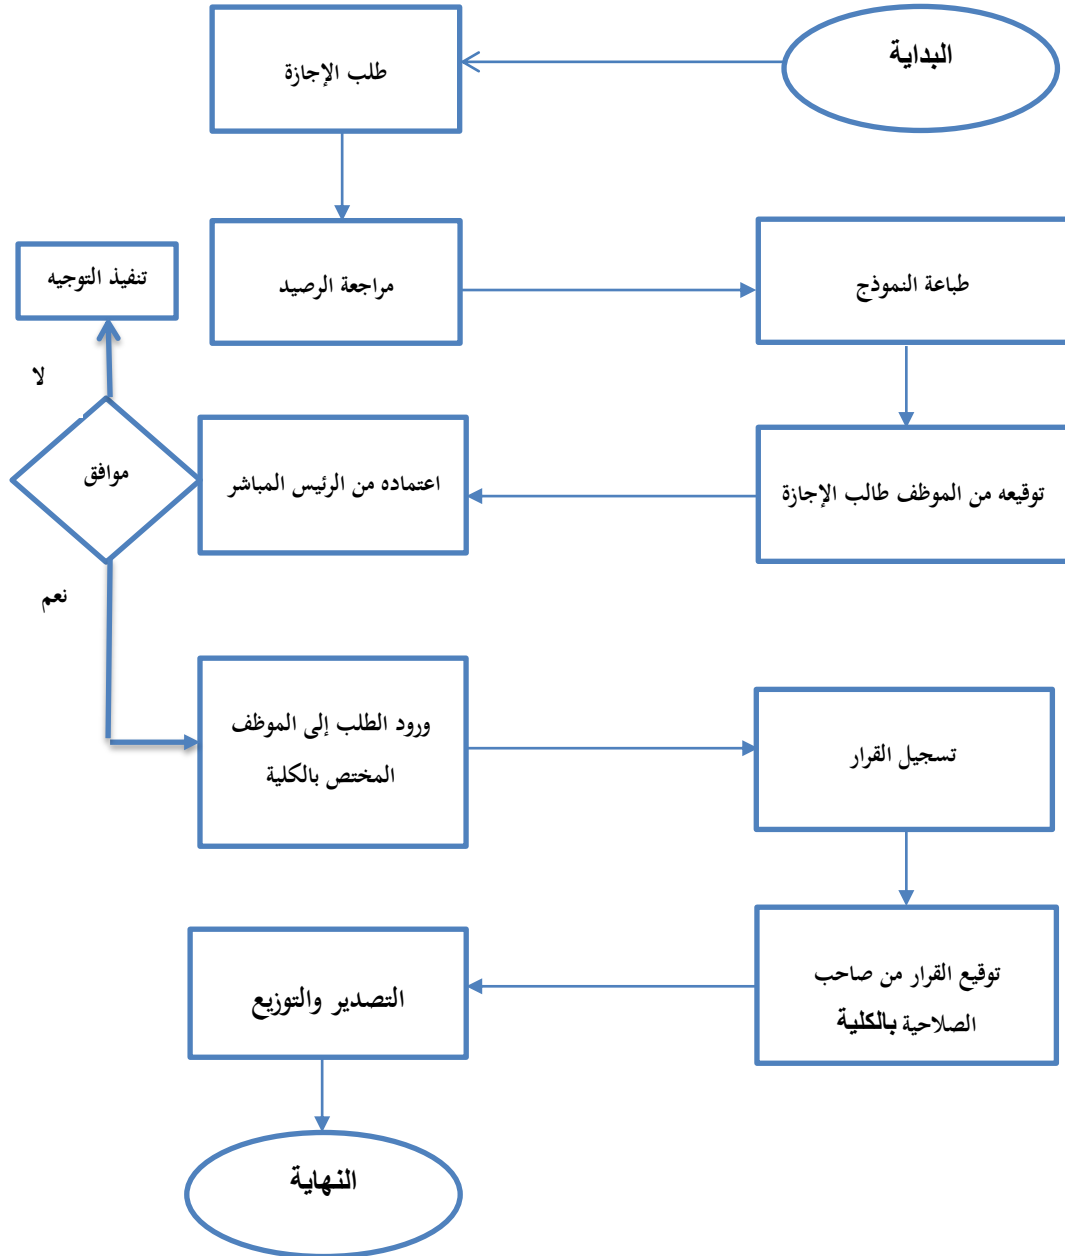 البداية
طلب الإجازة
مراجعة الرصيد
طباعة النموذج
توقيعه من الموظف طالب الإجازة
اعتماده من الرئيس المباشر
موافق
لا
تنفيذ التوجيه
نعم
ورود الطلب إلى الموظف
المختص بالكلية
تسجيل القرار
توقيع القرار من صاحب
الصلاحية بالكلية
التصدير والتوزيع
النهاية